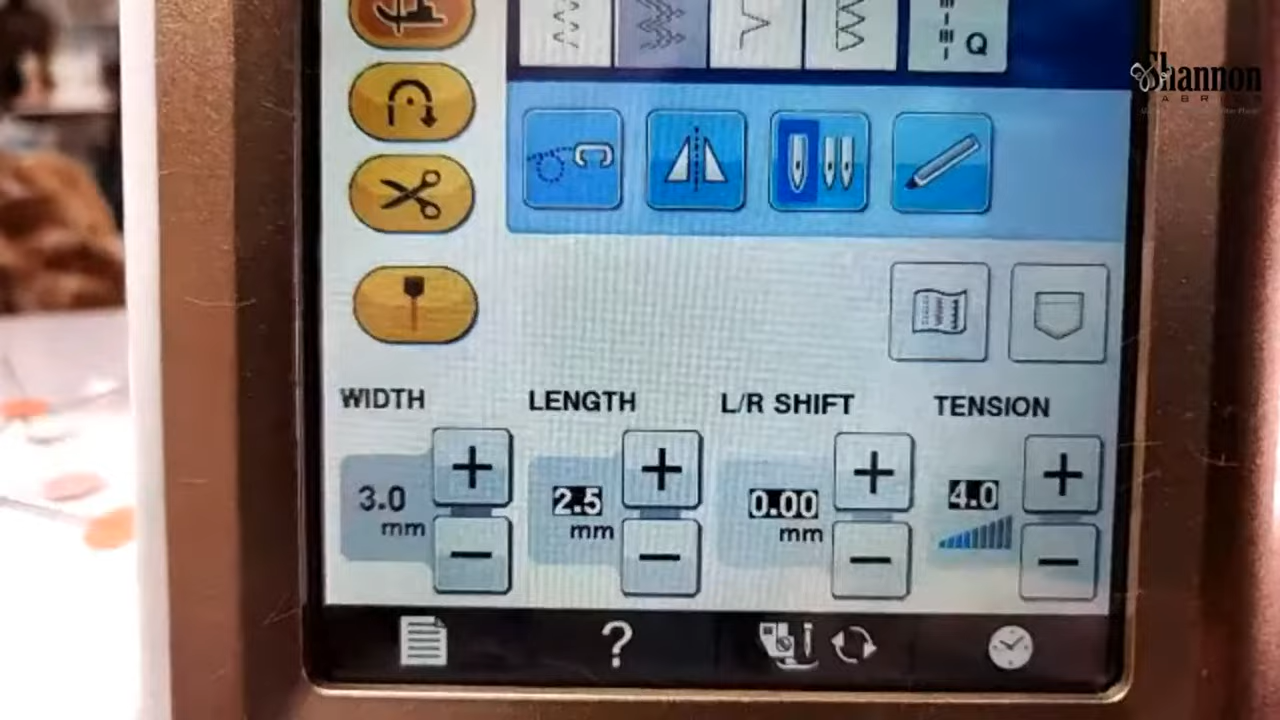 Q
Shannon
WIDTH
LENGTH
L/R SHIFT
TENSION
3.0
mm
2.5
mm
0.00
mm
4.0
?